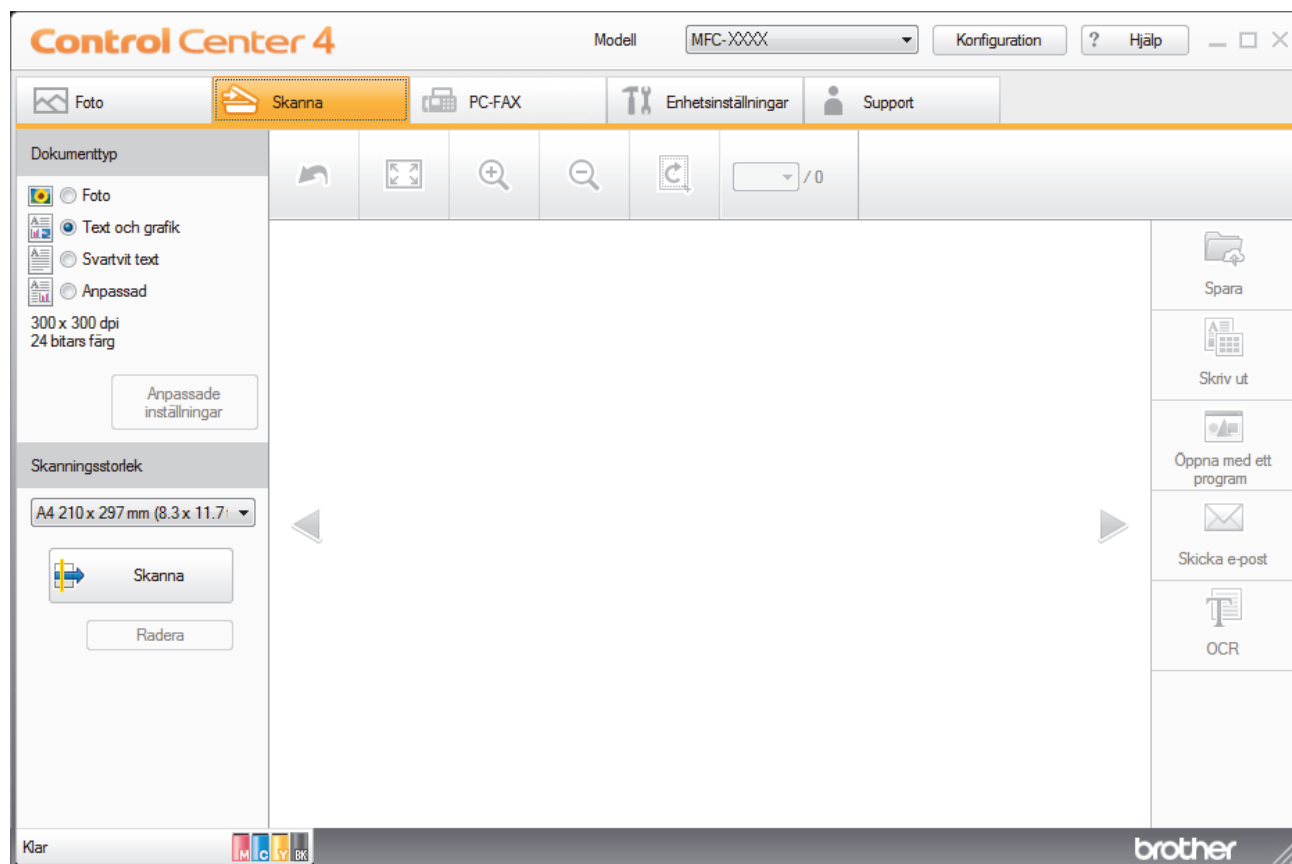 Control Center 4
Modell
MFC-XXXX
Konfiguration
? Hjälp
Foto
Skanna
PC-FAX
Enhetsinställningar
Support
Dokumenttyp
Foto
Text och grafik
Svartvit text
Anpassad
300 x 300 dpi
24 bitars färg
Anpassade
inställningar
Skanningsstorlek
A4 210 x 297 mm (8.3 x 11.7
Skanna
Radera
/ 0
Spara
Skriv ut
Öppna med ett
program
Skicka e-post
OCR
Klar
M C Y BK
brother